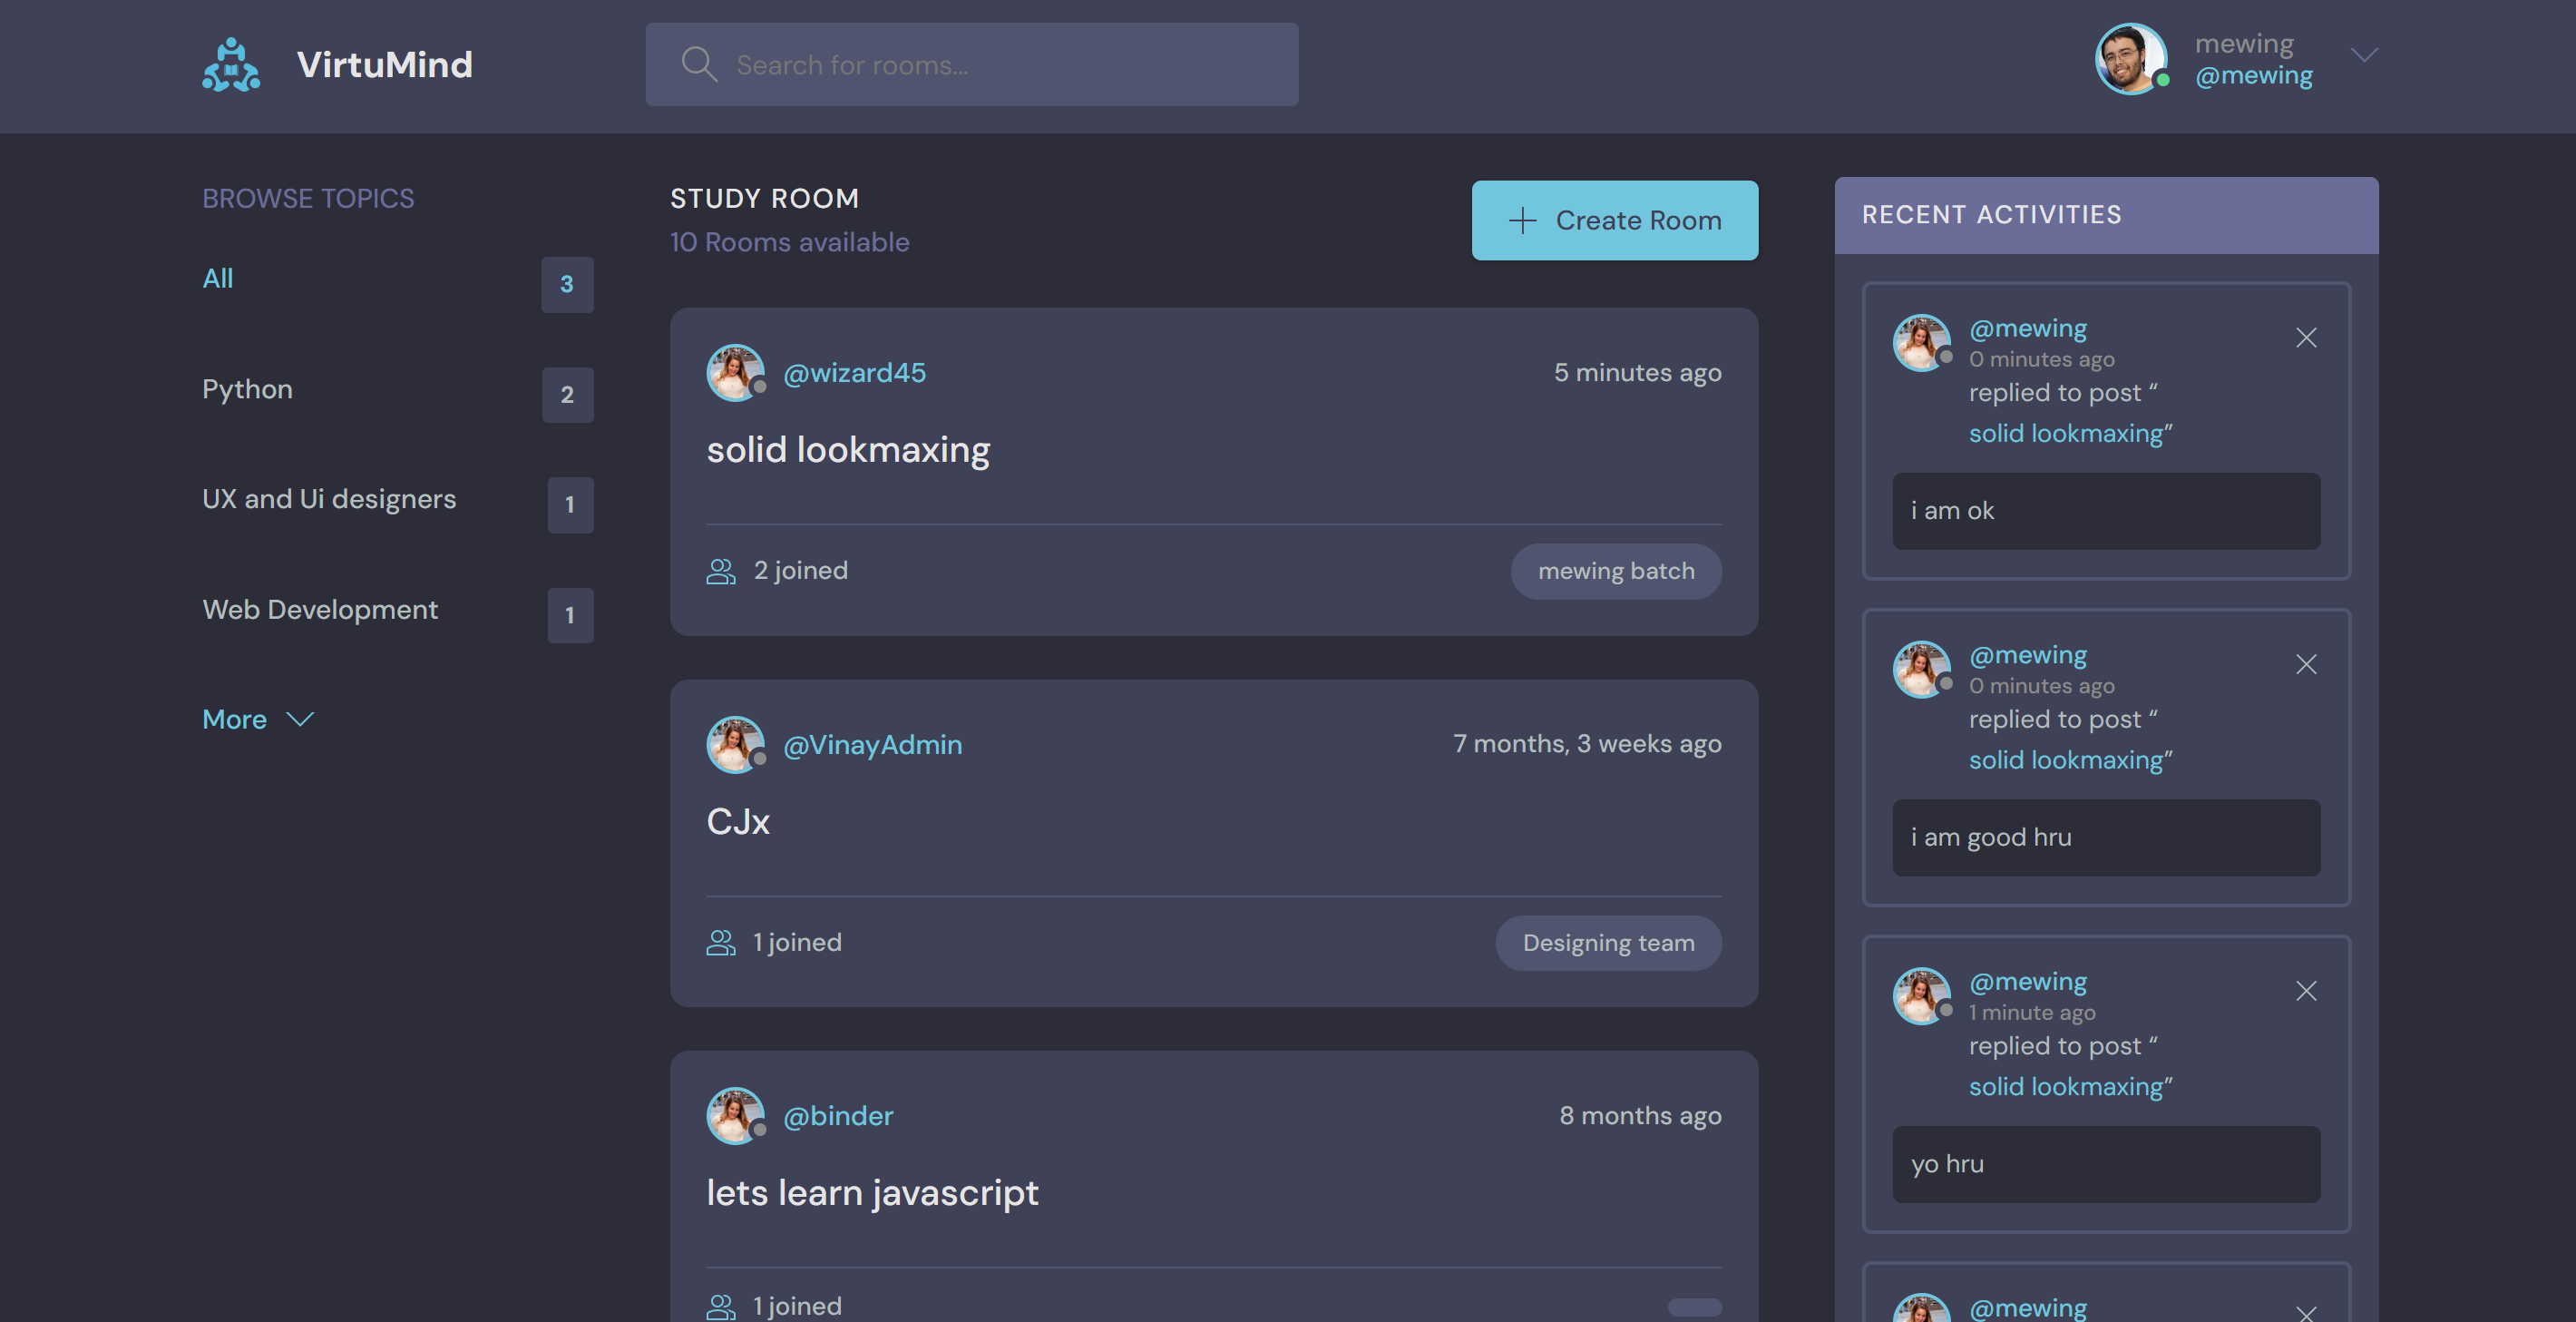 VirtuMind
Search for rooms...
mewing
@mewing
BROWSE TOPICS
All
3
Python
2
UX and Ui designers
1
Web Development
1
More
STUDY ROOM
10 Rooms available
Create Room
@wizard45
5 minutes ago
solid lookmaxing
2 joined
mewing batch
@VinayAdmin
7 months, 3 weeks ago
CJx
1 joined
Designing team
@binder
8 months ago
lets learn javascript
1 joined
RECENT ACTIVITIES
@mewing
0 minutes ago
replied to post “
solid lookmaxing”
i am ok
@mewing
0 minutes ago
replied to post “
solid lookmaxing”
i am good hru
@mewing
1 minute ago
replied to post “
solid lookmaxing”
yo hru
@mewing